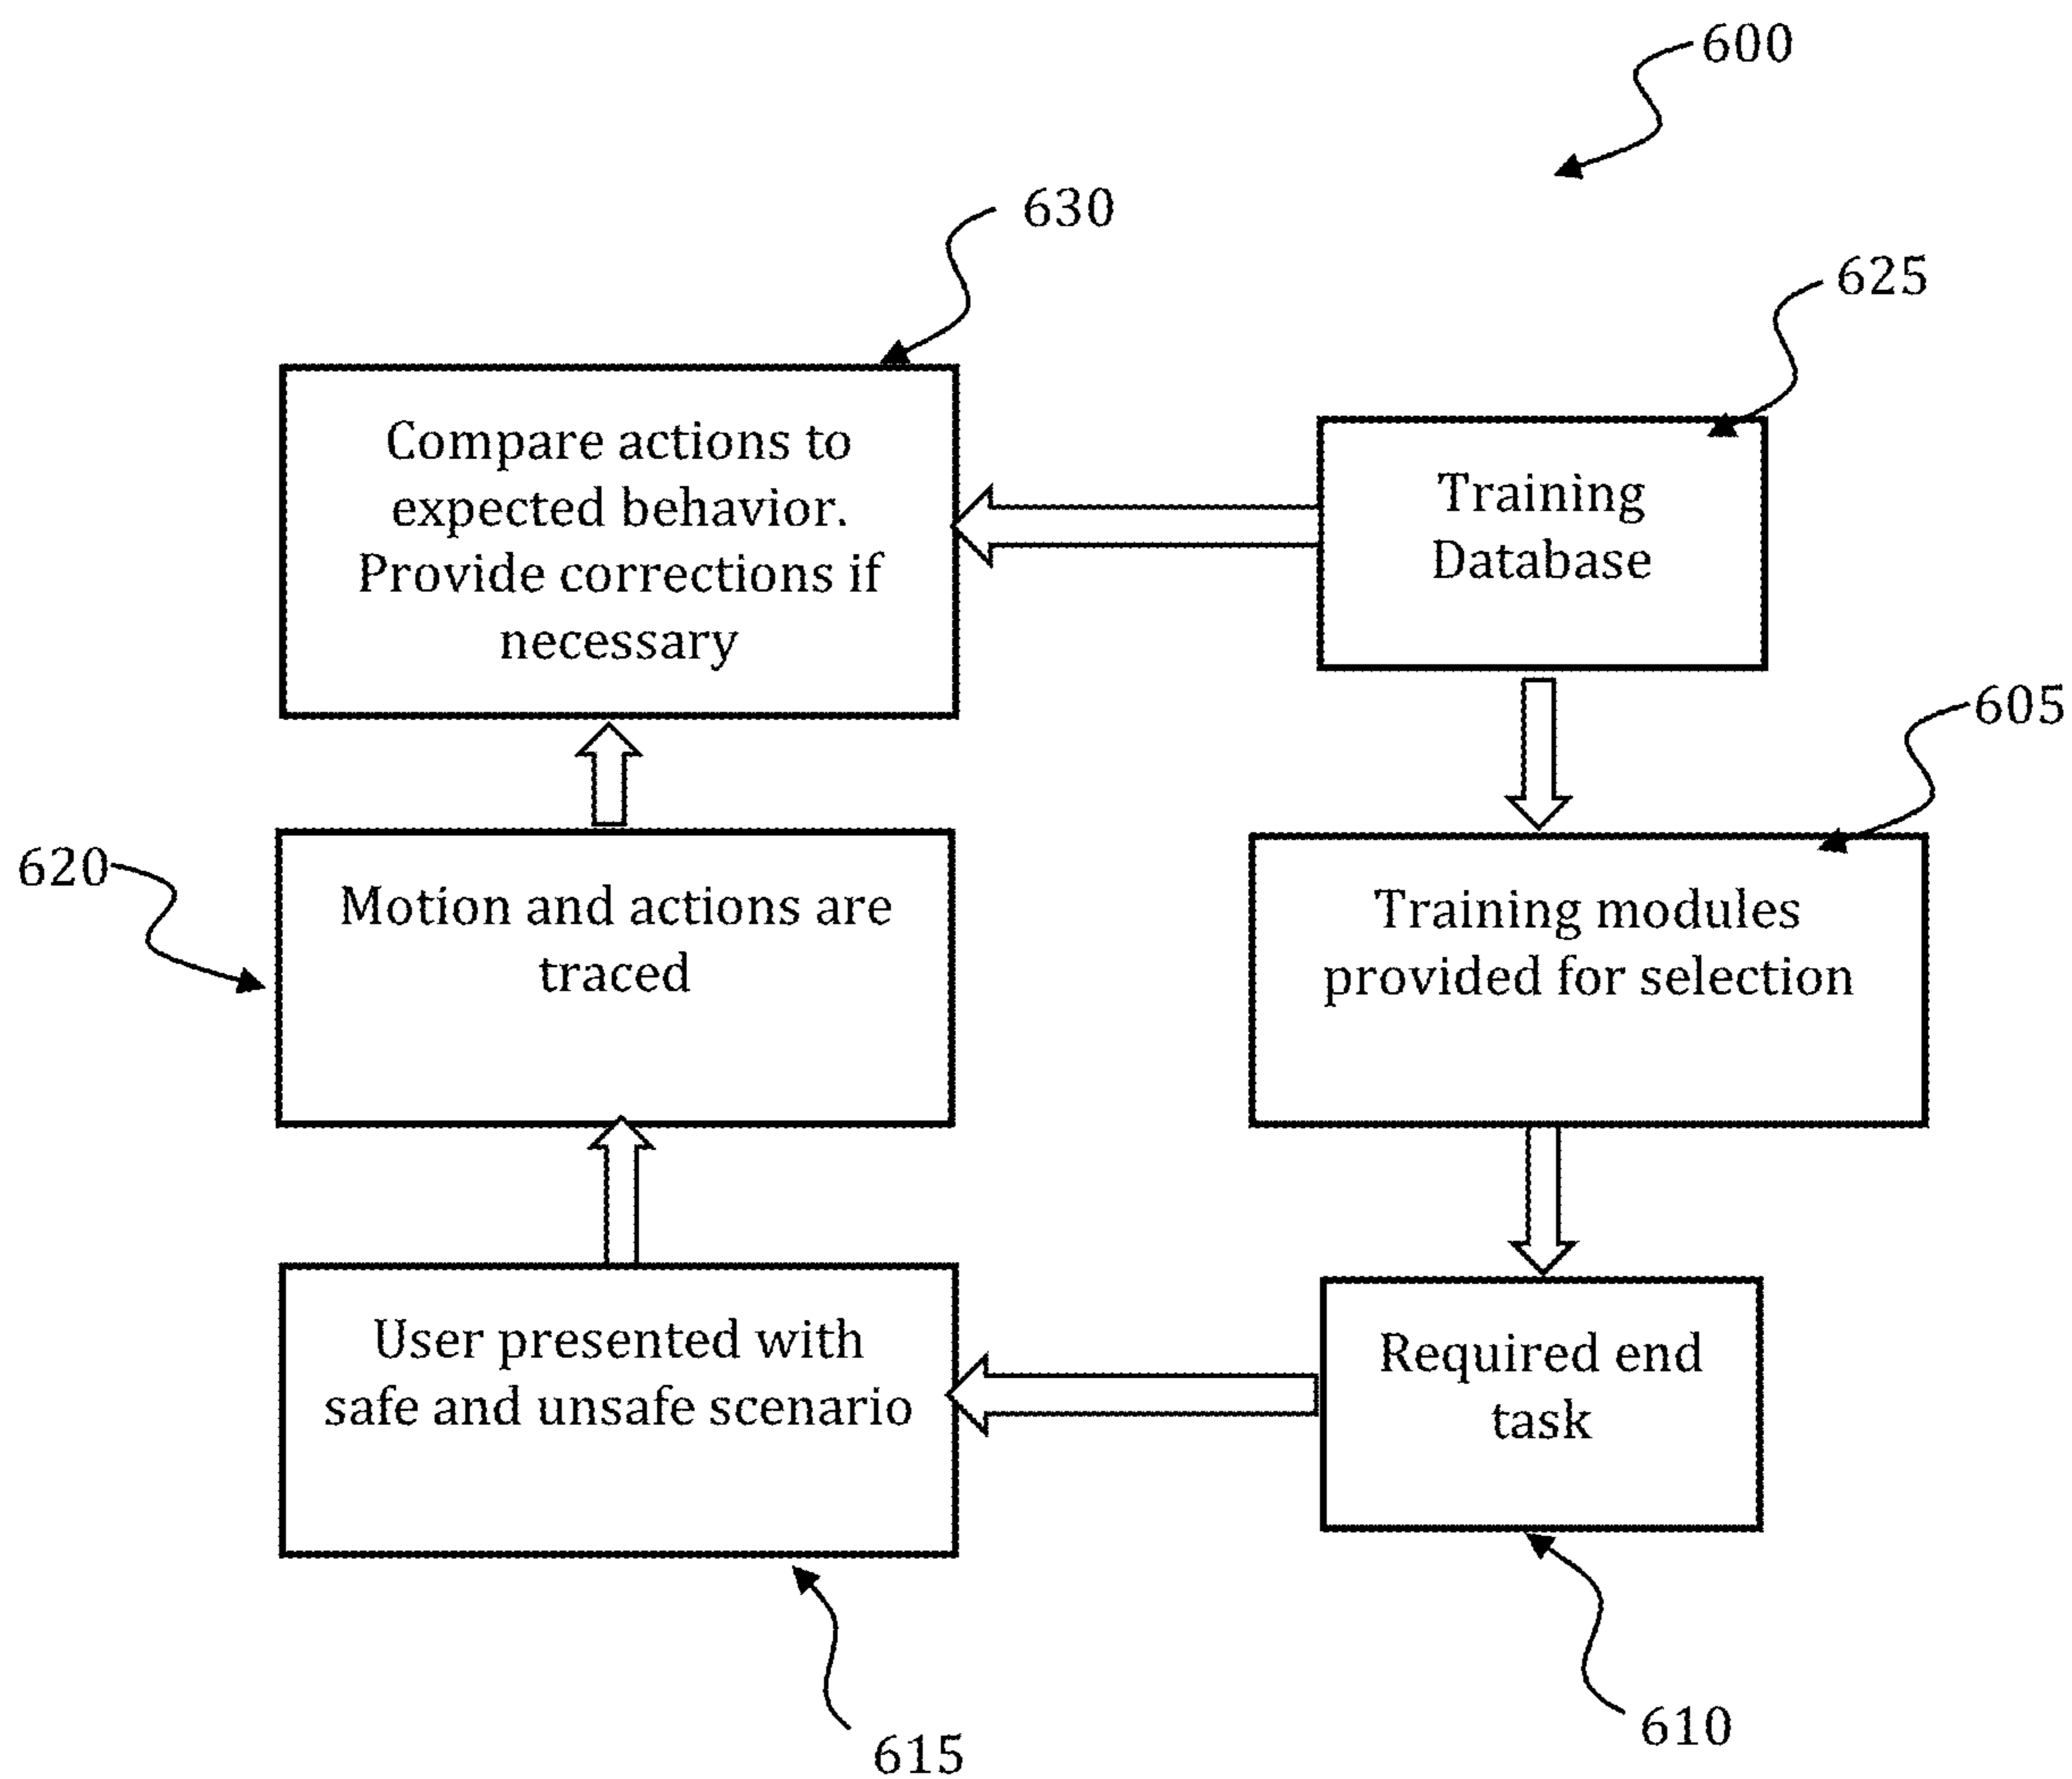 600
630
625
Compare actions to
expected behavior.
Provide corrections if
necessary
Training
Database
605
620
Motion and actions are
traced
Training modules
provided for selection
User presented with
safe and unsafe scenario
Required end
task
615
610